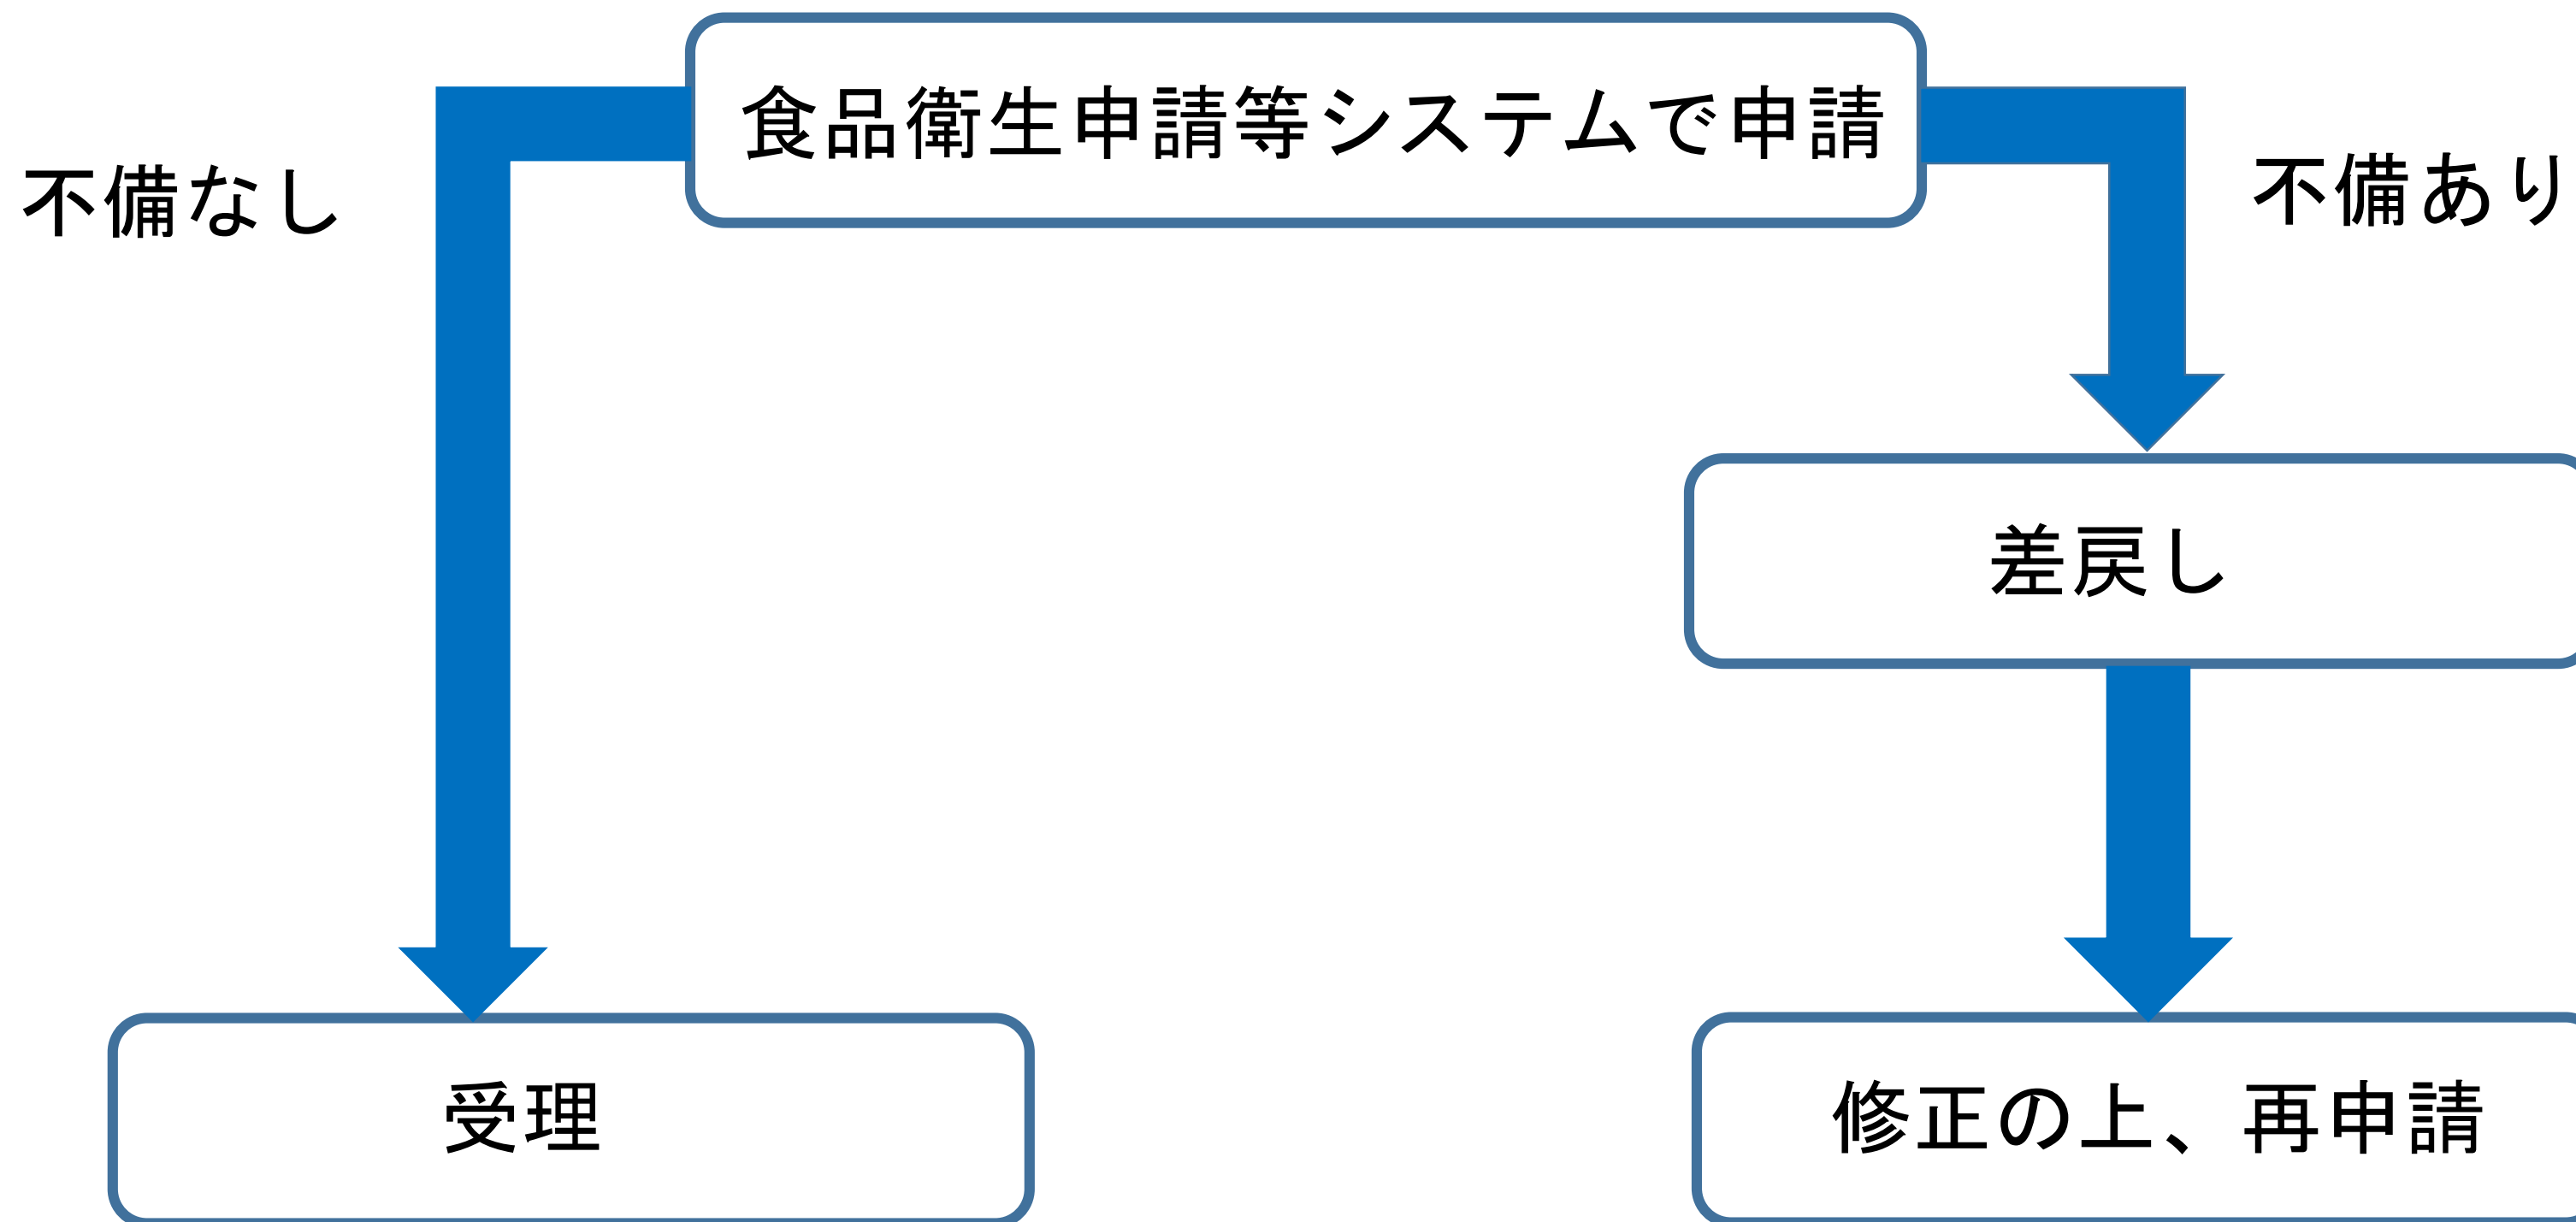 食品衛生申請等システムで申請
不備なし
不備あり
差戻し
受理
修正の上、再申請